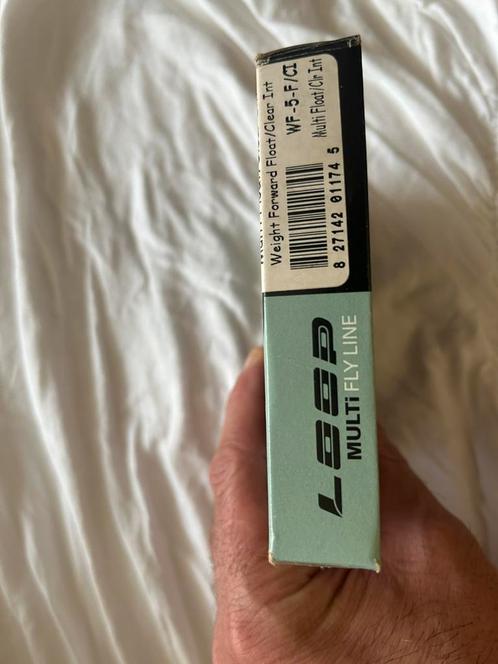 Weight Forward Float/Clear Int
WF-5-F/CI
Multi Float/Clr Int
8 27142 01174 5
LOOP
MULTi FLY LINE